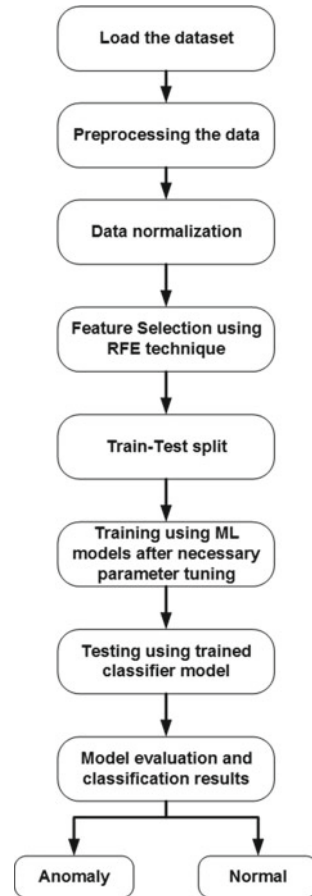 Load the dataset
Preprocessing the data
Data normalization
Feature Selection using
RFE technique
Train-Test split
Training using ML
models after necessary
parameter tuning
Testing using trained
classifier model
Model evaluation and
classification results
Anomaly
Normal